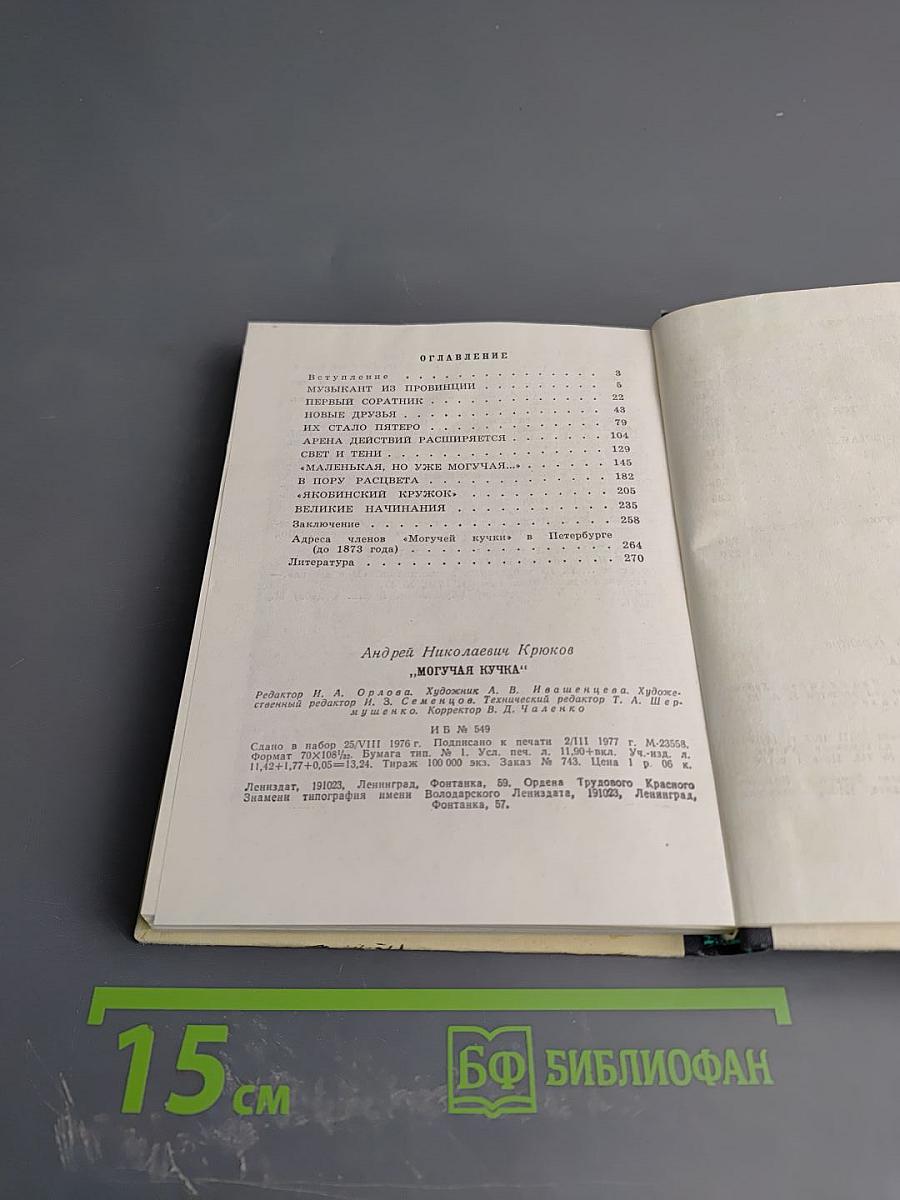 ОГЛАВЛЕНИЕ
Вступление . . . . . . . . . . . . . . . 3
МУЗЫКАНТ ИЗ ПРОВИНЦИИ . . . . . . . . . 5
ПЕРВЫЙ СОРАТНИК . . . . . . . . . . . . 22
НОВЫЕ ДРУЗЬЯ . . . . . . . . . . . . . . 43
ИХ СТАЛО ПЯТЕРО . . . . . . . . . . . . 79
АРЕНА ДЕЙСТВИЙ РАСШИРЯЕТСЯ . . . . . . . 104
СВЕТ И ТЕНИ . . . . . . . . . . . . . . 129
«МАЛЕНЬКАЯ, НО УЖЕ МОГУЧАЯ...» . . . . . . 145
В ПОРУ РАСЦВЕТА . . . . . . . . . . . . 182
«ЯКОБИНСКИЙ КРУЖОК» . . . . . . . . . . 205
ВЕЛИКИЕ НАЧИНАНИЯ . . . . . . . . . . . 235
Заключение . . . . . . . . . . . . . . . 258
Адреса членов «Могучей кучки» в Петербурге
(до 1873 года) . . . . . . . . . . . . . 264
Литература . . . . . . . . . . . . . . . 270
Андрей Николаевич Крюков
„МОГУЧАЯ КУЧКА“
Редактор И. А. Орлова. Художник А. В. Ивашенцева. Художе-
ственный редактор И. З. Семенцов. Технический редактор Т. А. Шер-
мушенко. Корректор В. Д. Чаленко
ИБ № 549
Сдано в набор 25/VIII 1976 г. Подписано к печати 2/III 1977 г. М-23558.
Формат 70×108¹/₃₂. Бумага тип. № 1. Усл. печ. л. 11,90+вкл. Уч.-изд. л.
11,42+1,77+0,05=13,24. Тираж 100 000 экз. Заказ № 743. Цена 1 р. 06 к.
Лениздат, 191023, Ленинград, Фонтанка, 59. Ордена Трудового Красного
Знамени типография имени Володарского Лениздата, 191023, Ленинград,
Фонтанка, 57.
15 см
БФ БИБЛИОФАН